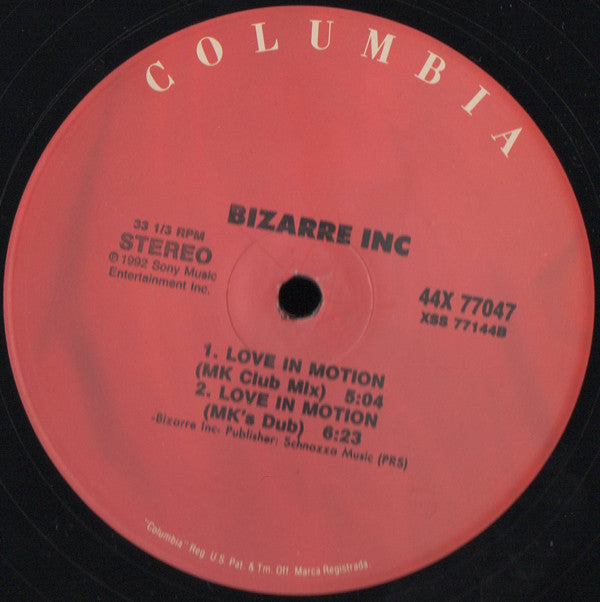 COLUMBIA
BIZARRE INC
33 1/3 RPM
STEREO
℗ 1992 Sony Music
Entertainment Inc.
44X 77047
XSS 77144B
1. LOVE IN MOTION
(MK Club Mix) 5:04
2. LOVE IN MOTION
(MK's Dub) 6:23
-Bizarre Inc- Publisher: Schnozza Music (PRS)
"Columbia" Reg. U.S. Pat. & Tm. Off. Marca Registrada.